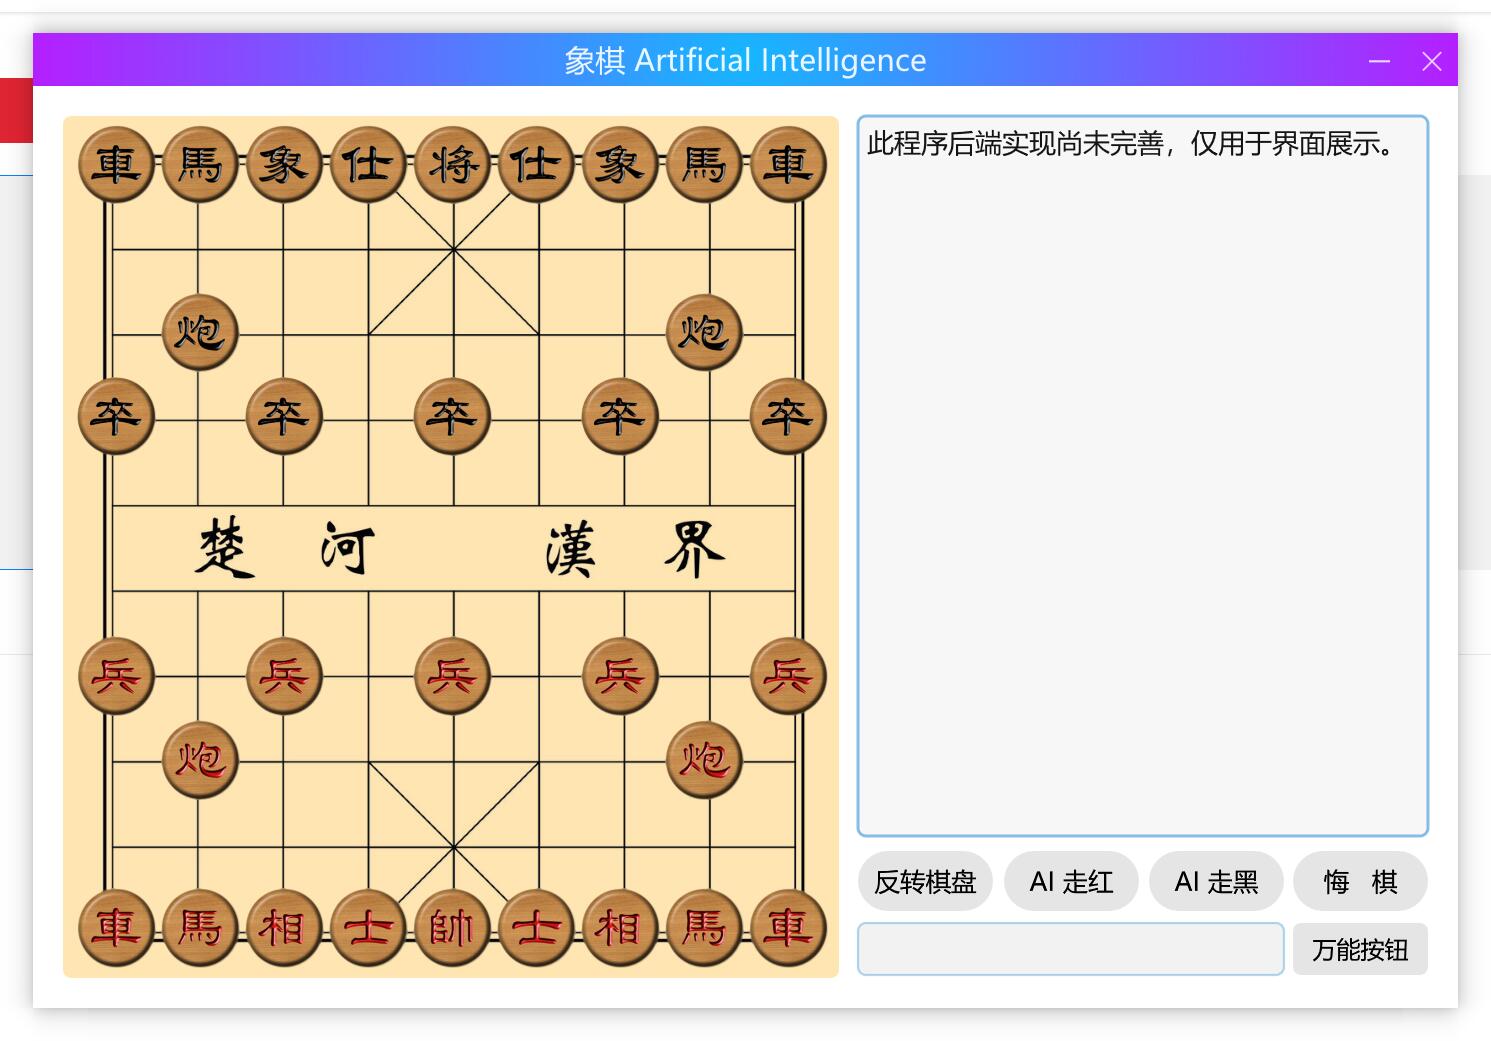 象棋 Artificial Intelligence
車馬象仕将仕象馬車
炮炮
卒卒卒卒卒
楚河漢界
兵兵兵兵兵
炮炮
車馬相士帥士相馬車
此程序后端实现尚未完善，仅用于界面展示。
反转棋盘 AI 走红 AI 走黑 悔 棋
万能按钮